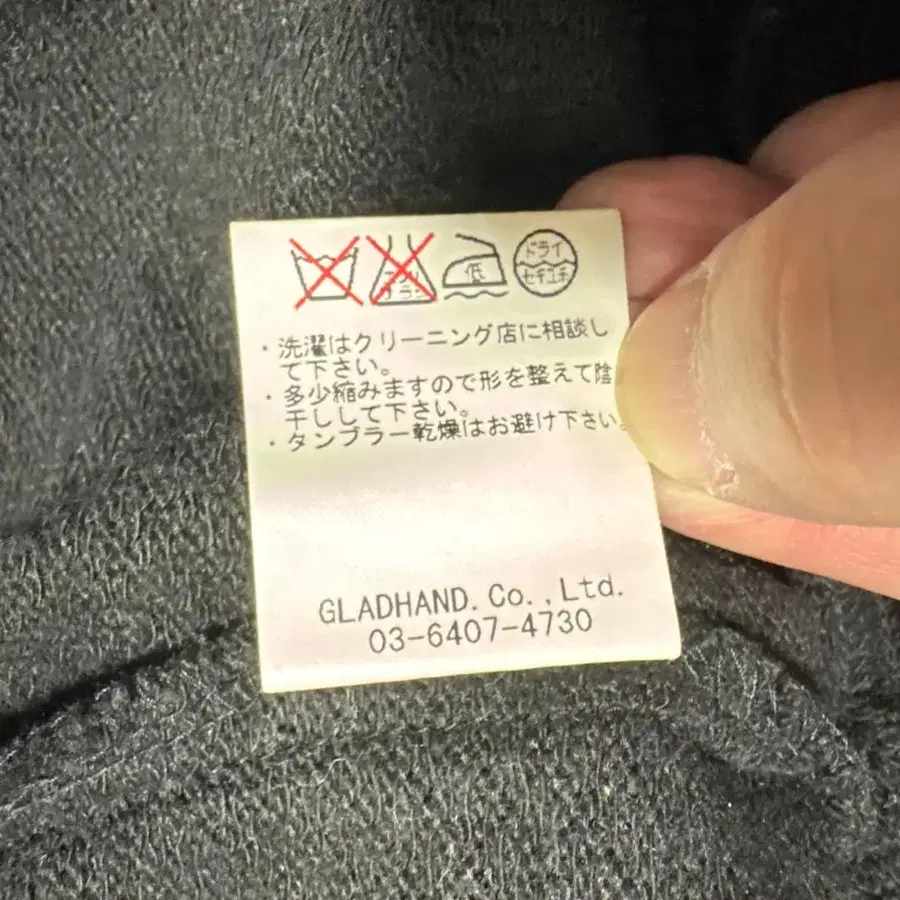 低
ドライ
セキユ系
・洗濯はクリーニング店に相談し
て下さい。
・多少縮みますので形を整えて陰
干しして下さい。
・タンブラー乾燥はお避け下さい。
GLADHAND.Co.,Ltd.
03-6407-4730